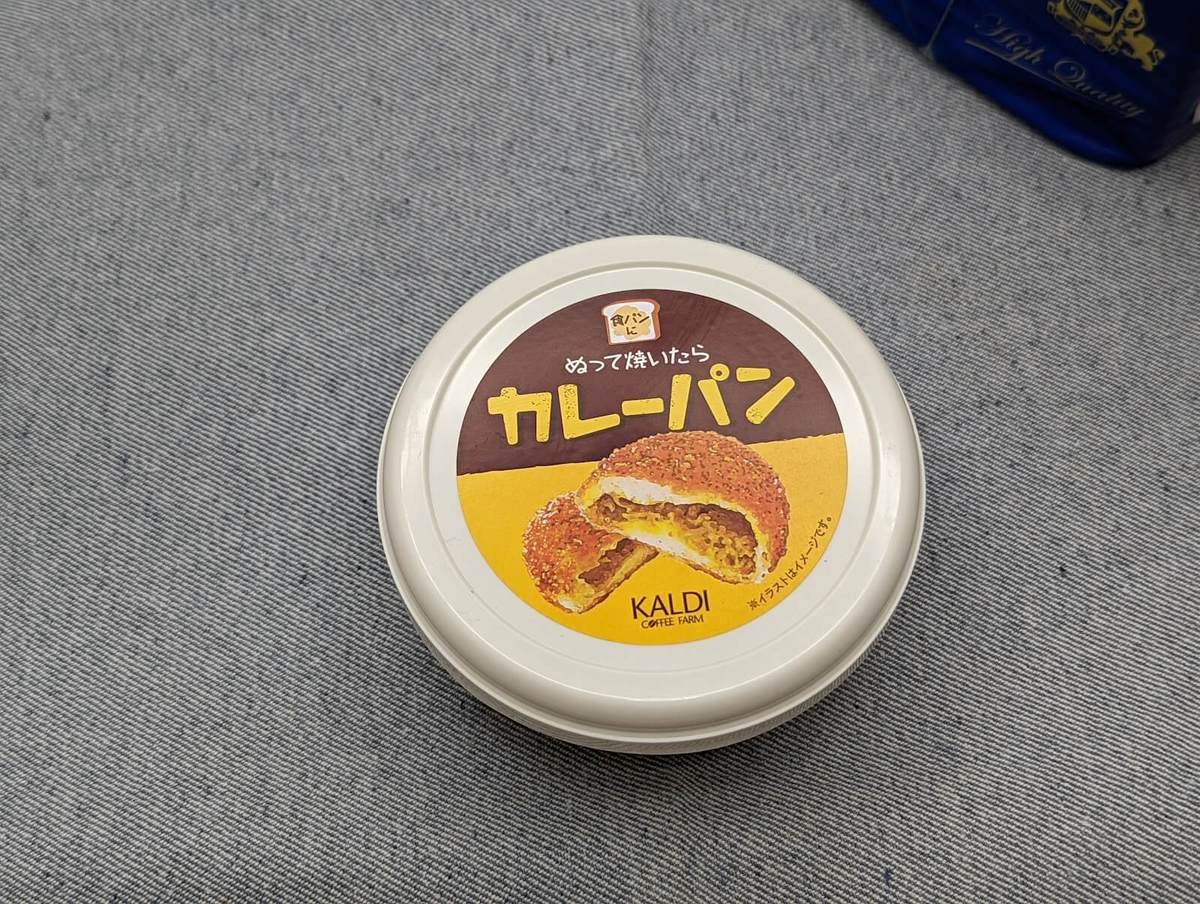 High Quality
食パン
に
ぬって焼いたら
カレーパン
※イラストはイメージです。
KALDI
COFFEE FARM